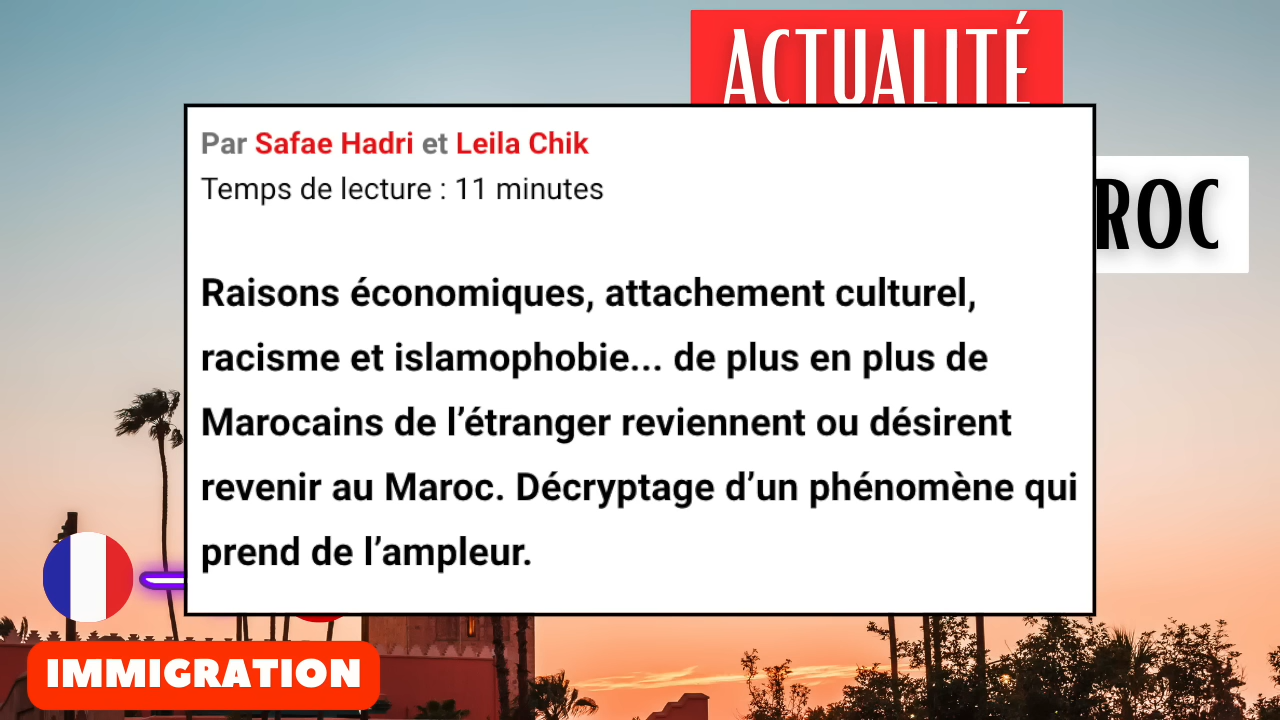 ACTUALITÉ
ROC
Par Safae Hadri et Leila Chik
Temps de lecture : 11 minutes
Raisons économiques, attachement culturel,
racisme et islamophobie... de plus en plus de
Marocains de l’étranger reviennent ou désirent
revenir au Maroc. Décryptage d’un phénomène qui
prend de l’ampleur.
IMMIGRATION